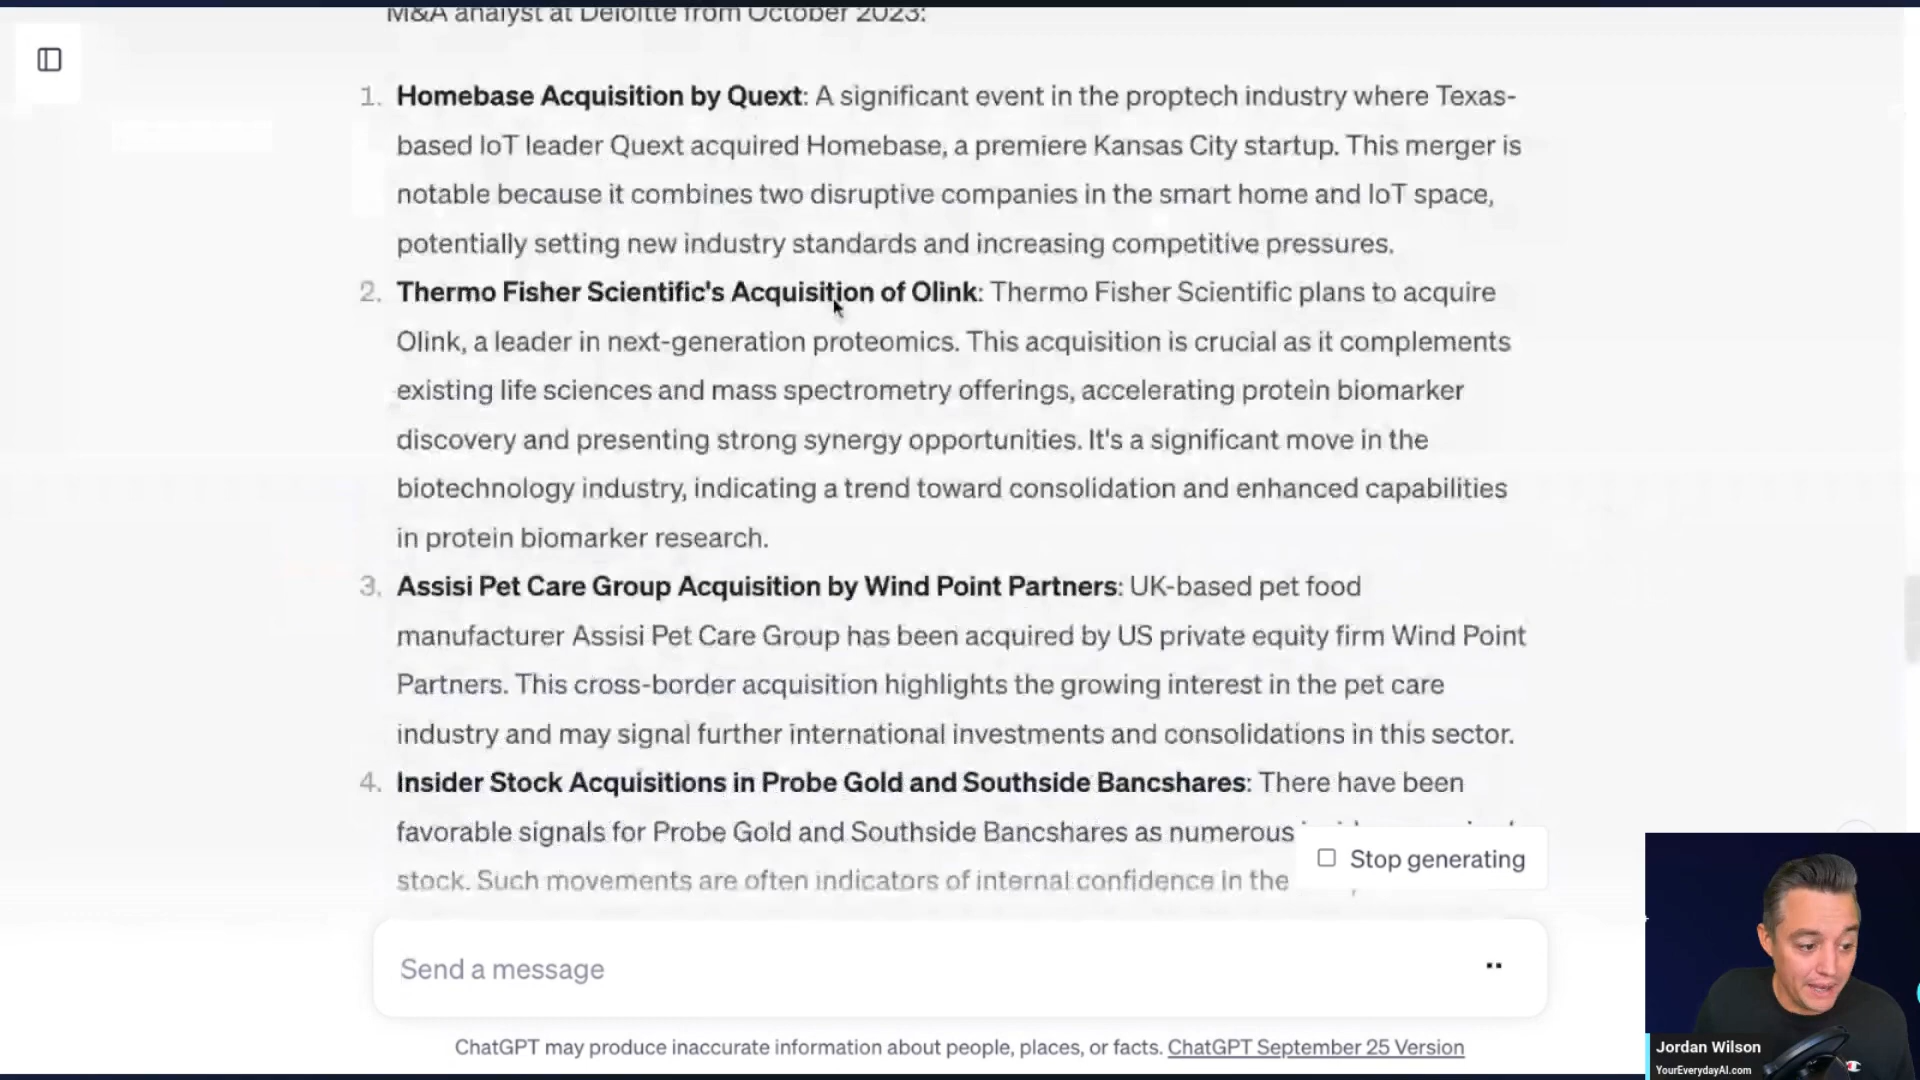 M&A analyst at Deloitte from October 2023:
1. Homebase Acquisition by Quext: A significant event in the proptech industry where Texas-
based IoT leader Quext acquired Homebase, a premiere Kansas City startup. This merger is
notable because it combines two disruptive companies in the smart home and IoT space,
potentially setting new industry standards and increasing competitive pressures.
2. Thermo Fisher Scientific's Acquisition of Olink: Thermo Fisher Scientific plans to acquire
Olink, a leader in next-generation proteomics. This acquisition is crucial as it complements
existing life sciences and mass spectrometry offerings, accelerating protein biomarker
discovery and presenting strong synergy opportunities. It's a significant move in the
biotechnology industry, indicating a trend toward consolidation and enhanced capabilities
in protein biomarker research.
3. Assisi Pet Care Group Acquisition by Wind Point Partners: UK-based pet food
manufacturer Assisi Pet Care Group has been acquired by US private equity firm Wind Point
Partners. This cross-border acquisition highlights the growing interest in the pet care
industry and may signal further international investments and consolidations in this sector.
4. Insider Stock Acquisitions in Probe Gold and Southside Bancshares: There have been
favorable signals for Probe Gold and Southside Bancshares as numerous
stock. Such movements are often indicators of internal confidence in the
Stop generating
Send a message
ChatGPT may produce inaccurate information about people, places, or facts. ChatGPT September 25 Version
Jordan Wilson
YourEverydayAI.com